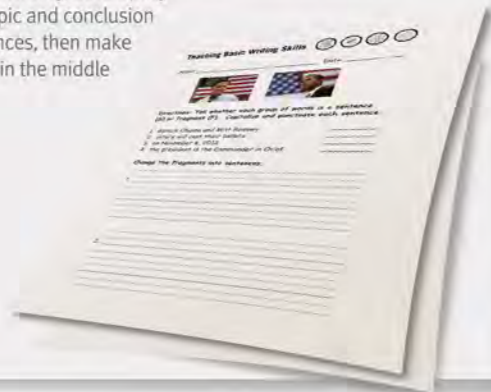 pic and conclusion
nces, then make
in the middle
Teaching Basic Writing Skills
Directions: Tell whether each group of words is a sentence
(S) or fragment (F). Capitalize and punctuate each sentence.
1. Barack Obama and Mitt Romney
2. voters will cast their ballots
3. on November 6, 2012
4. the president is the Commander in Chief
Change the fragments into sentences.
1.
2.